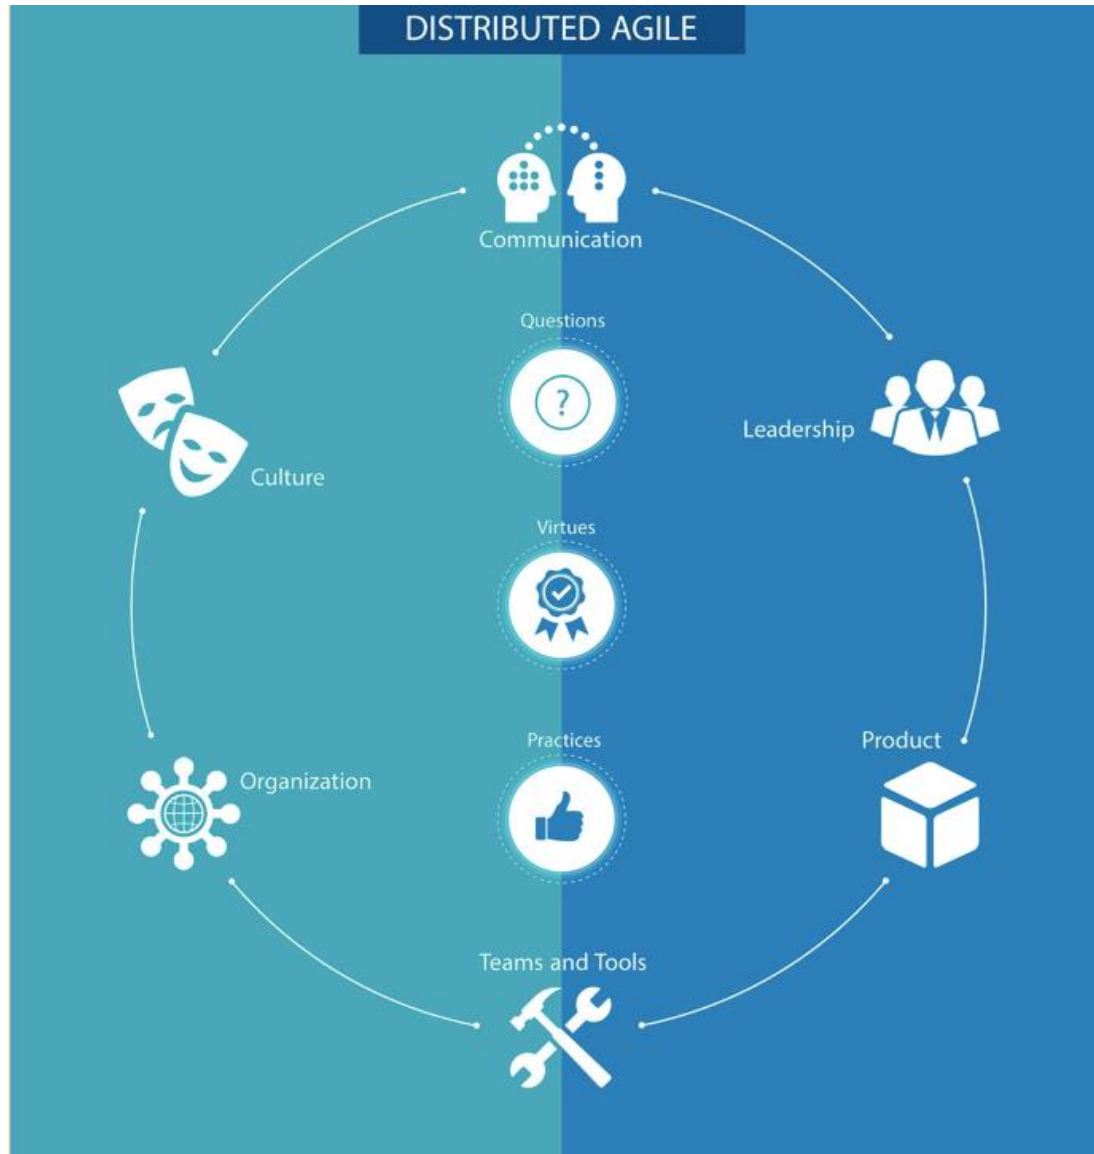 DISTRIBUTED AGILE
Communication
Questions
?
Leadership
Culture
Virtues
Practices
Product
Organization
Teams and Tools